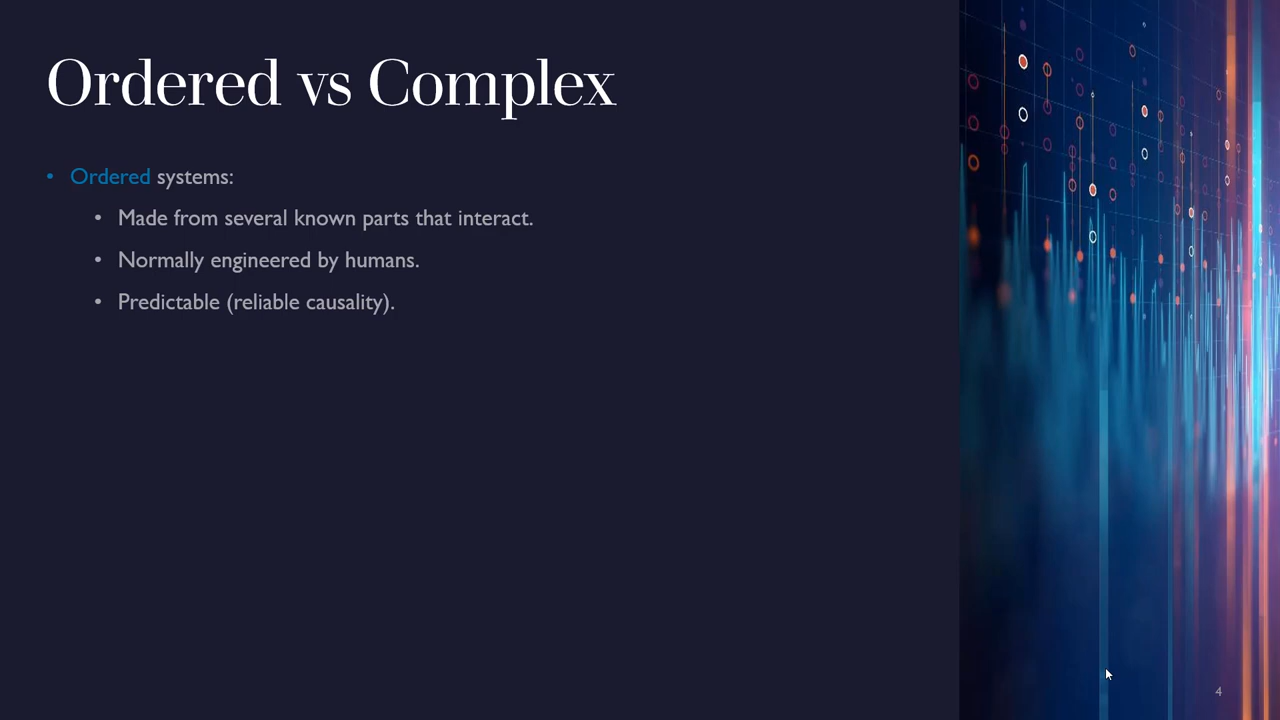 Ordered vs Complex
• Ordered systems:
• Made from several known parts that interact.
• Normally engineered by humans.
• Predictable (reliable causality).
4